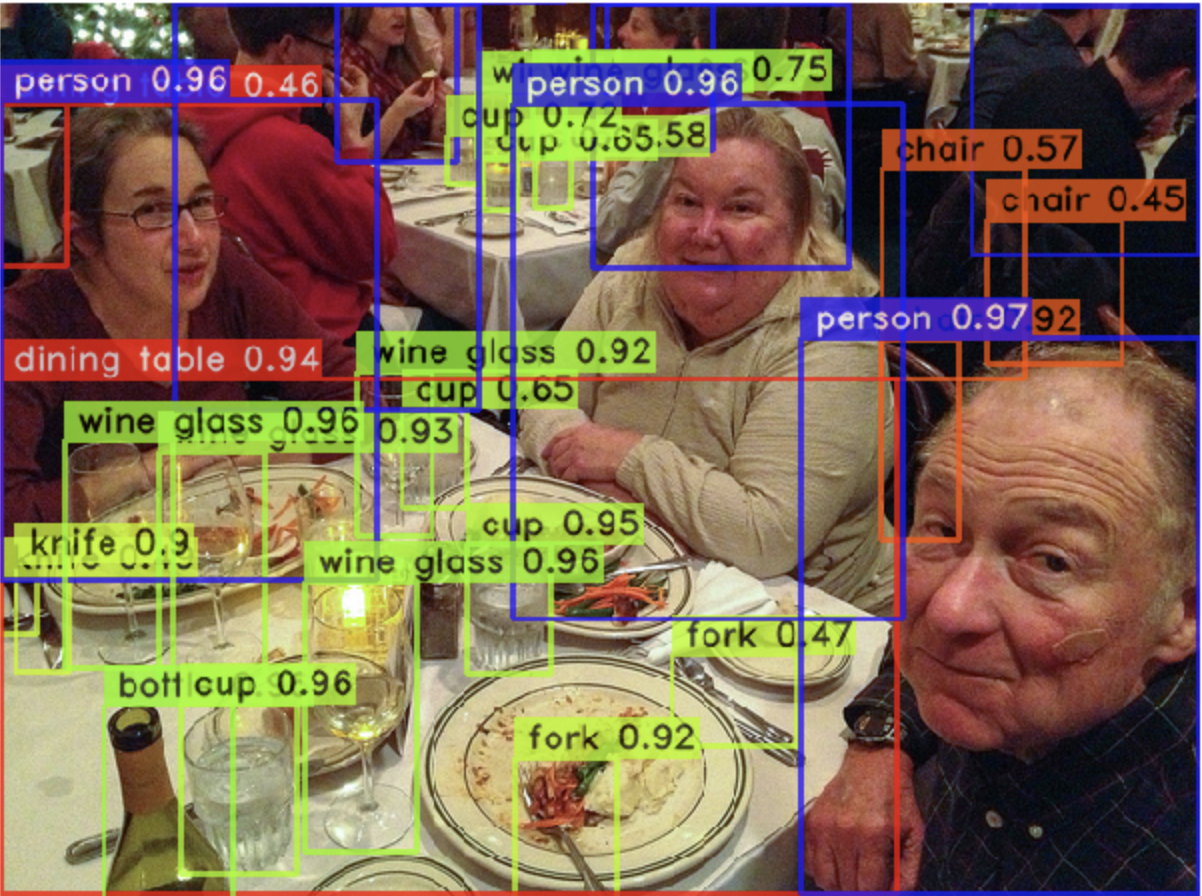 person 0.96
0.46
0.75
person 0.96
cup 0.72
cup 0.65
.58
chair 0.57
chair 0.45
person 0.97
92
dining table 0.94
wine glass 0.92
cup 0.65
wine glass 0.96
wine glass 0.93
cup 0.95
knife 0.9
wine glass 0.96
fork 0.47
bottl
cup 0.96
fork 0.92